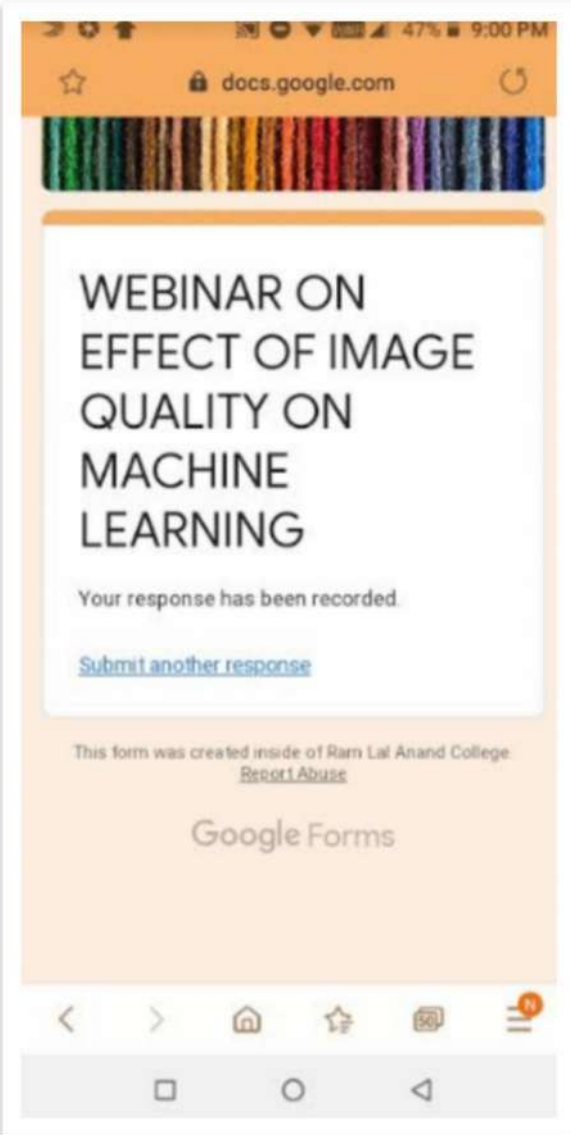 47% 9:00 PM
docs.google.com
WEBINAR ON
EFFECT OF IMAGE
QUALITY ON
MACHINE
LEARNING
Your response has been recorded.
Submit another response
This form was created inside of Ram Lal Anand College.
Report Abuse
Google Forms
N